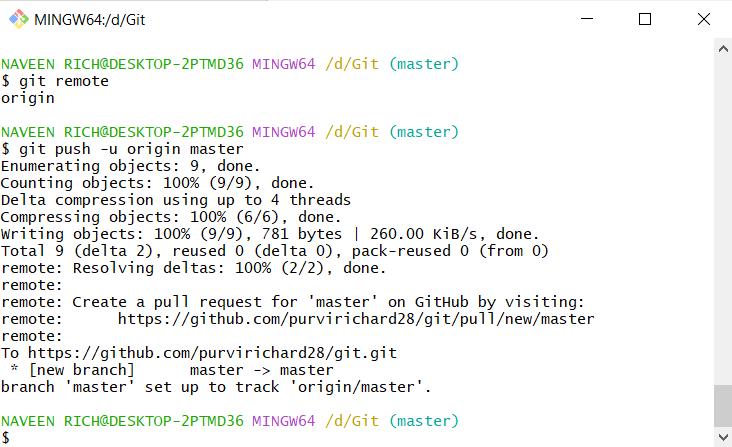 MINGW64:/d/Git
NAVEEN RICH@DESKTOP-2PTMD36 MINGW64 /d/Git (master)
$ git remote
origin
NAVEEN RICH@DESKTOP-2PTMD36 MINGW64 /d/Git (master)
$ git push -u origin master
Enumerating objects: 9, done.
Counting objects: 100% (9/9), done.
Delta compression using up to 4 threads
Compressing objects: 100% (6/6), done.
Writing objects: 100% (9/9), 781 bytes | 260.00 KiB/s, done.
Total 9 (delta 2), reused 0 (delta 0), pack-reused 0 (from 0)
remote: Resolving deltas: 100% (2/2), done.
remote:
remote: Create a pull request for 'master' on GitHub by visiting:
remote:      https://github.com/purvirichard28/git/pull/new/master
remote:
To https://github.com/purvirichard28/git.git
 * [new branch]      master -> master
branch 'master' set up to track 'origin/master'.
NAVEEN RICH@DESKTOP-2PTMD36 MINGW64 /d/Git (master)
$